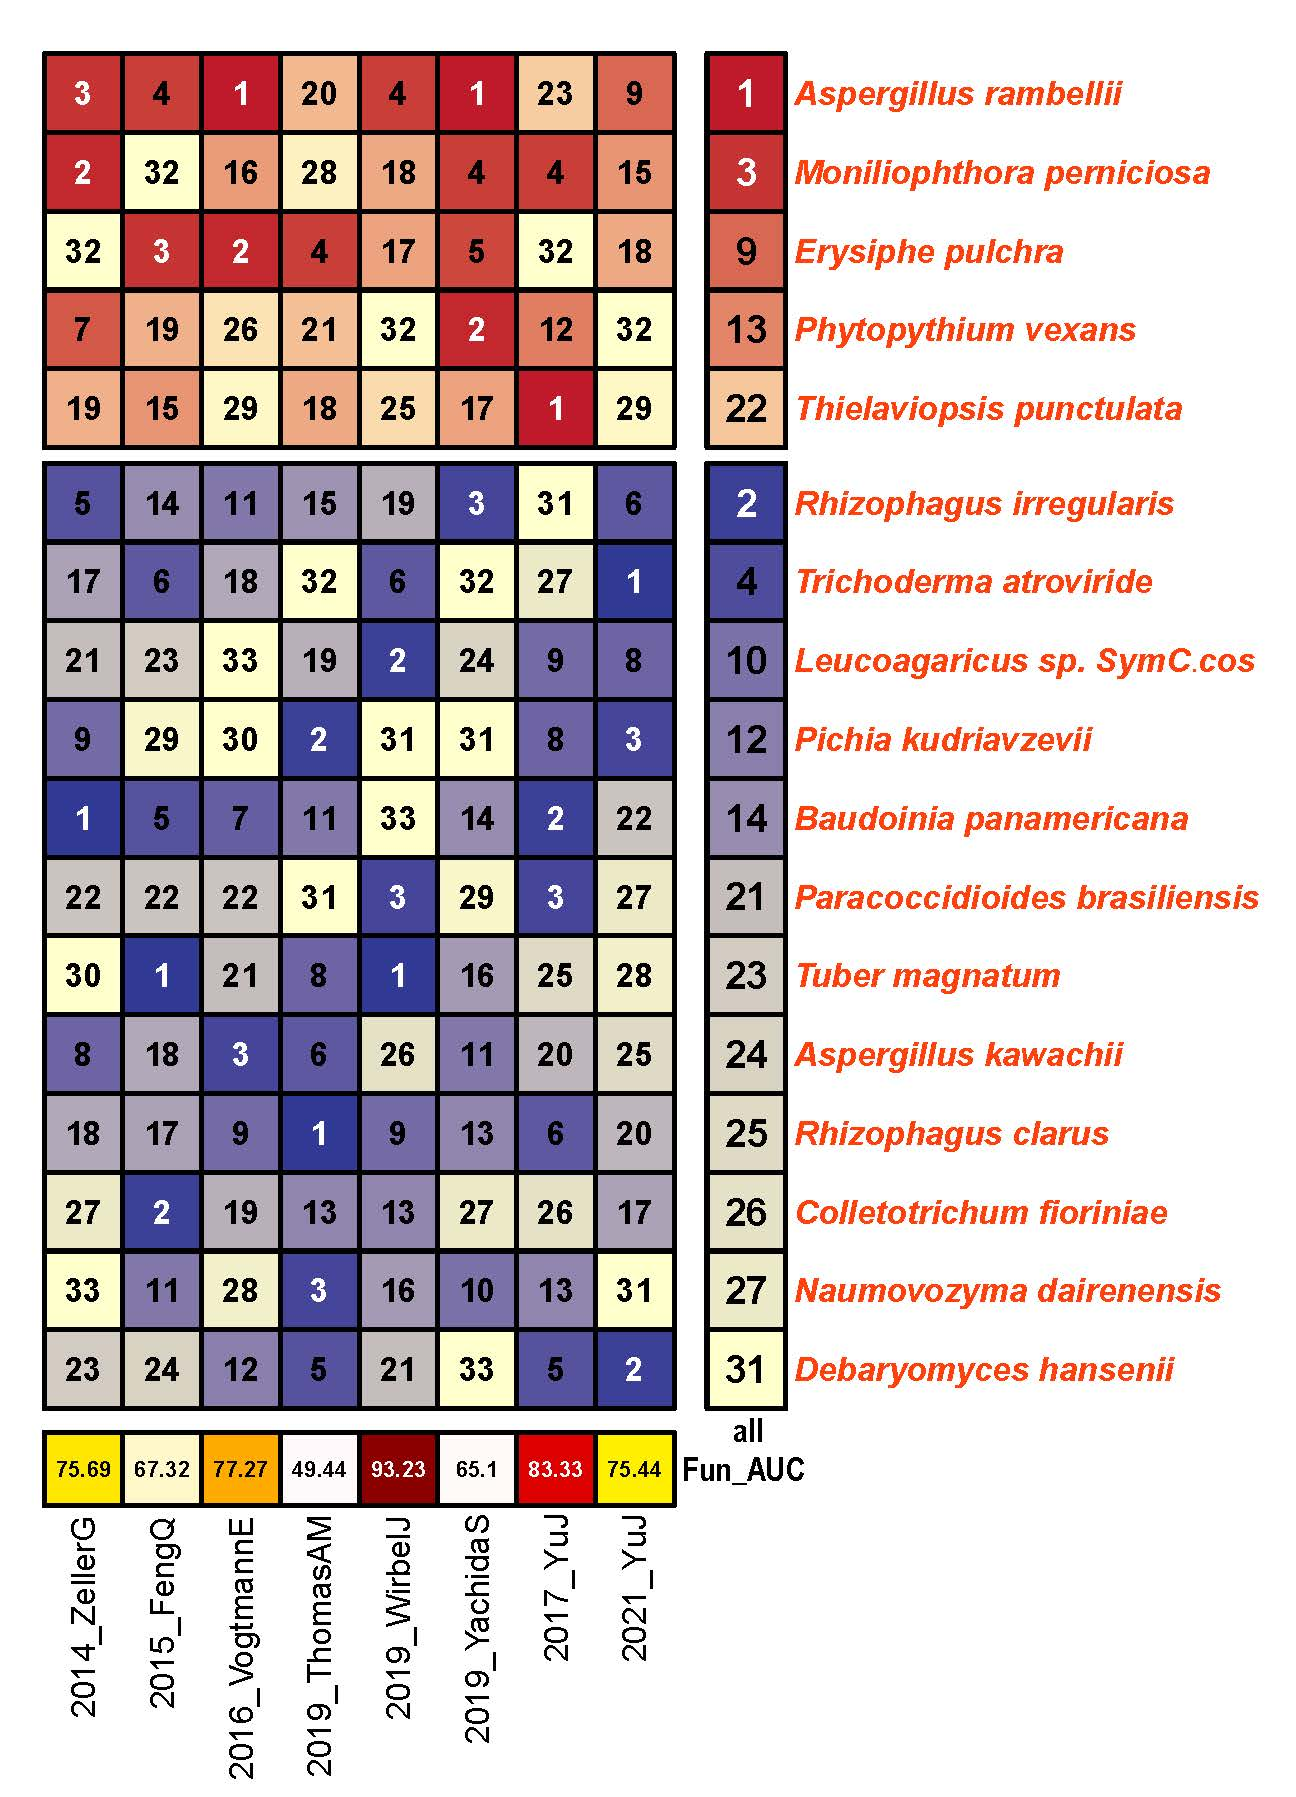 3 4 1 20 4 1 23 9 1 Aspergillus rambellii
2 32 16 28 18 4 4 15 3 Moniliophthora perniciosa
32 3 2 4 17 5 32 18 9 Erysiphe pulchra
7 19 26 21 32 2 12 32 13 Phytopythium vexans
19 15 29 18 25 17 1 29 22 Thielaviopsis punctulata
5 14 11 15 19 3 31 6 2 Rhizophagus irregularis
17 6 18 32 6 32 27 1 4 Trichoderma atroviride
21 23 33 19 2 24 9 8 10 Leucoagaricus sp. SymC.cos
9 29 30 2 31 31 8 3 12 Pichia kudriavzevii
1 5 7 11 33 14 2 22 14 Baudoinia panamericana
22 22 22 31 3 29 3 27 21 Paracoccidioides brasiliensis
30 1 21 8 1 16 25 28 23 Tuber magnatum
8 18 3 6 26 11 20 25 24 Aspergillus kawachii
18 17 9 1 9 13 6 20 25 Rhizophagus clarus
27 2 19 13 13 27 26 17 26 Colletotrichum fioriniae
33 11 28 3 16 10 13 31 27 Naumovozyma dairenensis
23 24 12 5 21 33 5 2 31 Debaryomyces hansenii
all
75.69 67.32 77.27 49.44 93.23 65.1 83.33 75.44 Fun_AUC
2014_ZellerG
2015_FengQ
2016_VogtmannE
2019_ThomasAM
2019_WirbelJ
2019_YachidaS
2017_YuJ
2021_YuJ